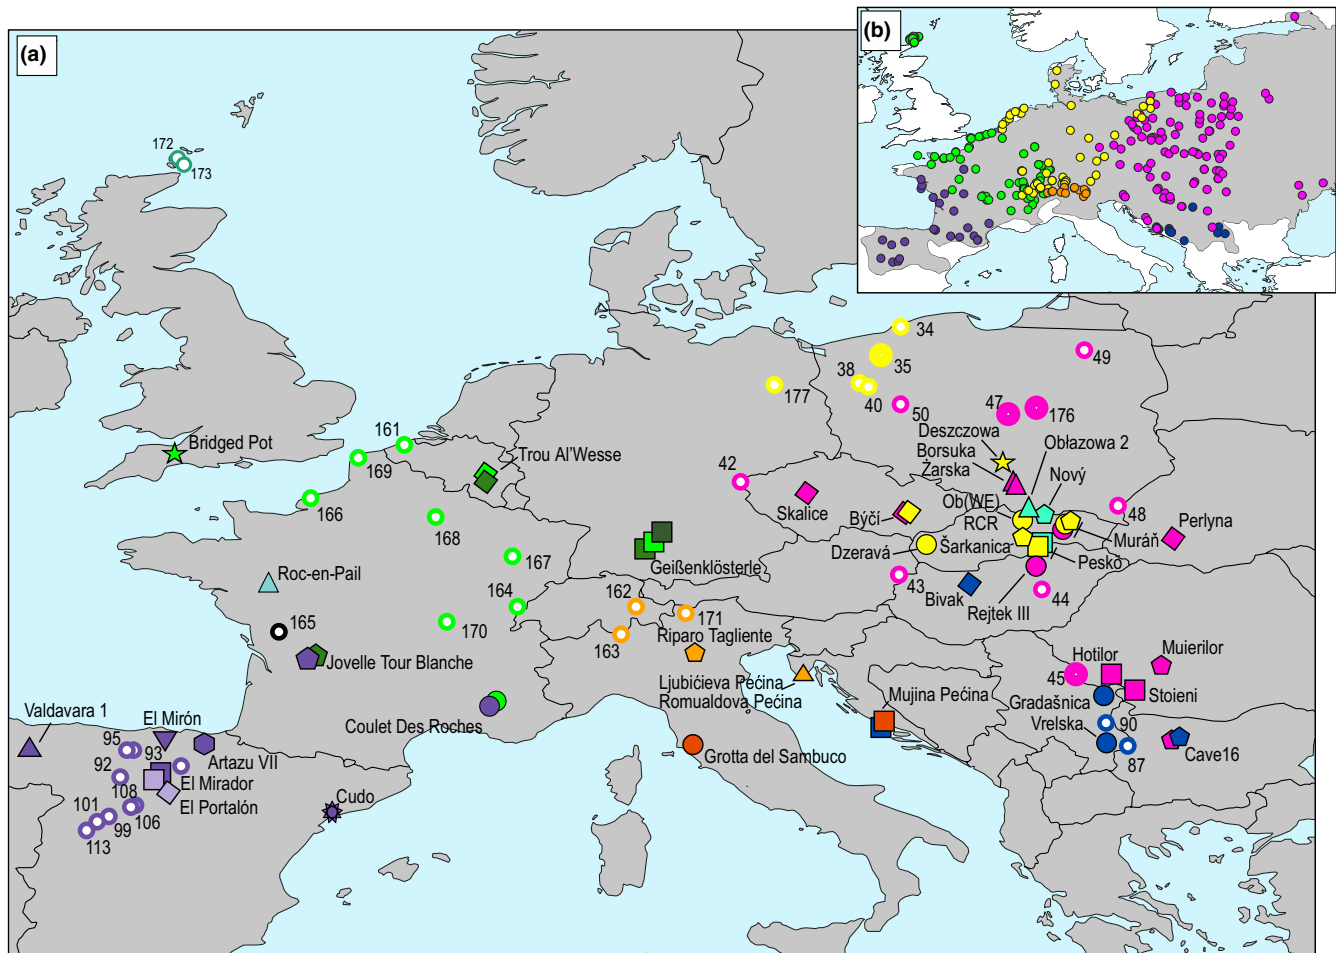 (a)
(b)
172
173
34
35
38
40
177
49
50
47
176
Deszczowa
Borsuka
Żarska
Obłazowa 2
Nový
Ob(WE)
RCR
48
Perlyna
Muráň
Peskő
Šarkanica
Dzeravá
Býčí
Skalice
42
43
Bivak
Rejtek III
44
Bridged Pot
161
169
166
168
167
164
170
Trou Al'Wesse
Geißenklösterle
Roc-en-Pail
165
Jovelle Tour Blanche
Coulet Des Roches
162
163
171
Riparo Tagliente
Ljubićieva Pećina
Romualdova Pećina
Mujina Pećina
Grotta del Sambuco
Hotilor
45
Muierilor
Stoieni
Gradašnica
Vrelska
90
87
Cave16
Valdavara 1
El Mirón
95
93
Artazu VII
92
El Mirador
108
El Portalón
101
106
99
113
Cudo